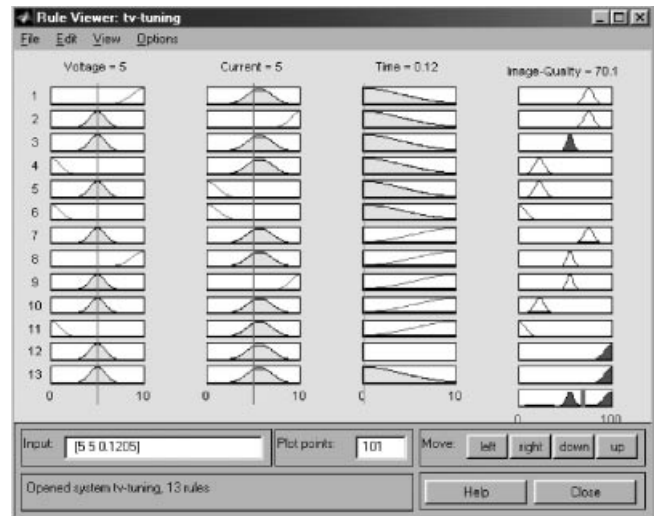 Rule Viewer: tv-tuning
File Edit View Options
Voltage = 5 Current = 5 Time = 0.12 Image-Quality = 70.1
1
2
3
4
5
6
7
8
9
10
11
12
13
0 10 0 10 0 10
0 100
Input: [5 5 0.1205] Plot points: 101 Move: left right down up
Opened system tv-tuning, 13 rules Help Close